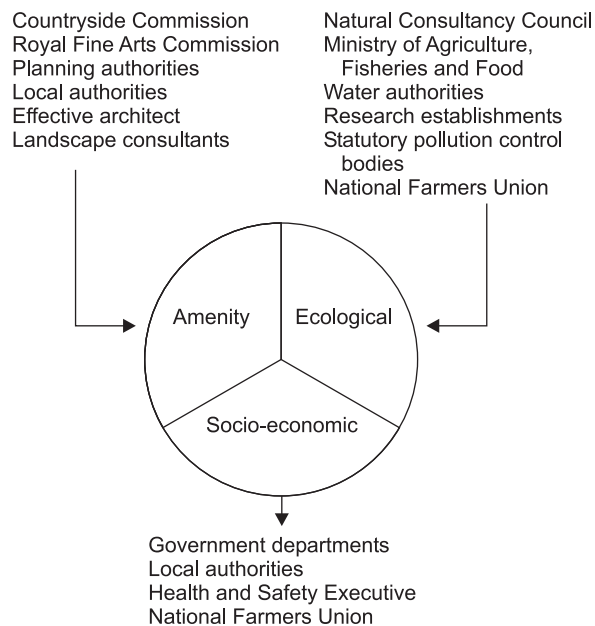 Countryside Commission
Royal Fine Arts Commission
Planning authorities
Local authorities
Effective architect
Landscape consultants
Natural Consultancy Council
Ministry of Agriculture,
Fisheries and Food
Water authorities
Research establishments
Statutory pollution control
bodies
National Farmers Union
Amenity
Ecological
Socio-economic
Government departments
Local authorities
Health and Safety Executive
National Farmers Union